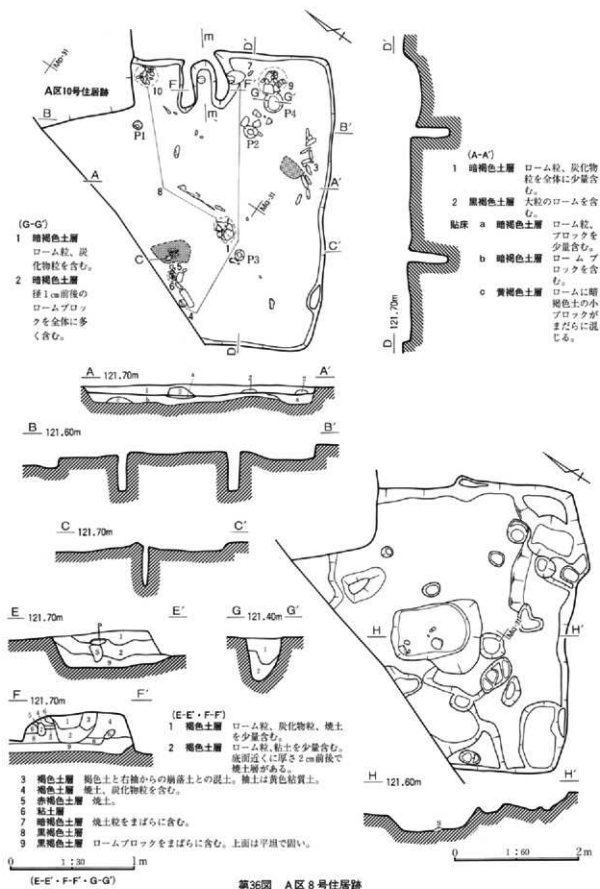 A区10号住居跡
Mo-31
m
m
D′
D
B
B′
A
A′
C
C′
D
F
F′
G
G′
P1
P2
P3
P4
10
7
9
3
8
1
5
6
4
Mo-31
(G-G′)
1 暗褐色土層 ローム粒、炭
化物粒を含む。
2 暗褐色土層
径1㎝前後の
ロームブロッ
クを全体に多
く含む。
D 121.70m
(A-A′)
1 暗褐色土層 ローム粒、炭化物
粒を全体に少量含
む。
2 黒褐色土層 大粒のロームを含
む。
貼床 a 暗褐色土層 ローム粒、
ブロックを
少量含む。
b 暗褐色土層 ロームブ
ロックを含
む。
c 黄褐色土層 ロームに暗
褐色土の小
ブロックが
まだらに混
じる。
A 121.70m A′
B 121.60m B′
C 121.70m C′
E 121.70m E′
G 121.40m G′
F 121.70m F′
H H′
Mo-31
H 121.60m H′
(E-E′・F-F′)
1 褐色土層 ローム粒、炭化物粒、焼土
を少量含む。
2 褐色土層 ローム粒、粘土を少量含む。
底面近くに厚さ2㎝前後で
焼土層がある。
3 褐色土層 褐色土と右袖からの崩落土との混土。袖土は黄色粘質土。
4 褐色土層 焼土、炭化物粒を含む。
5 赤褐色土層 焼土。
6 粘土層
7 暗褐色土層 焼土粒をまばらに含む。
8 黒褐色土層
9 黒褐色土層 ロームブロックをまばらに含む。上面は平坦で固い。
0 1:30 1m
(E-E′・F-F′・G-G′)
0 1:60 2m
第36図 A区8号住居跡